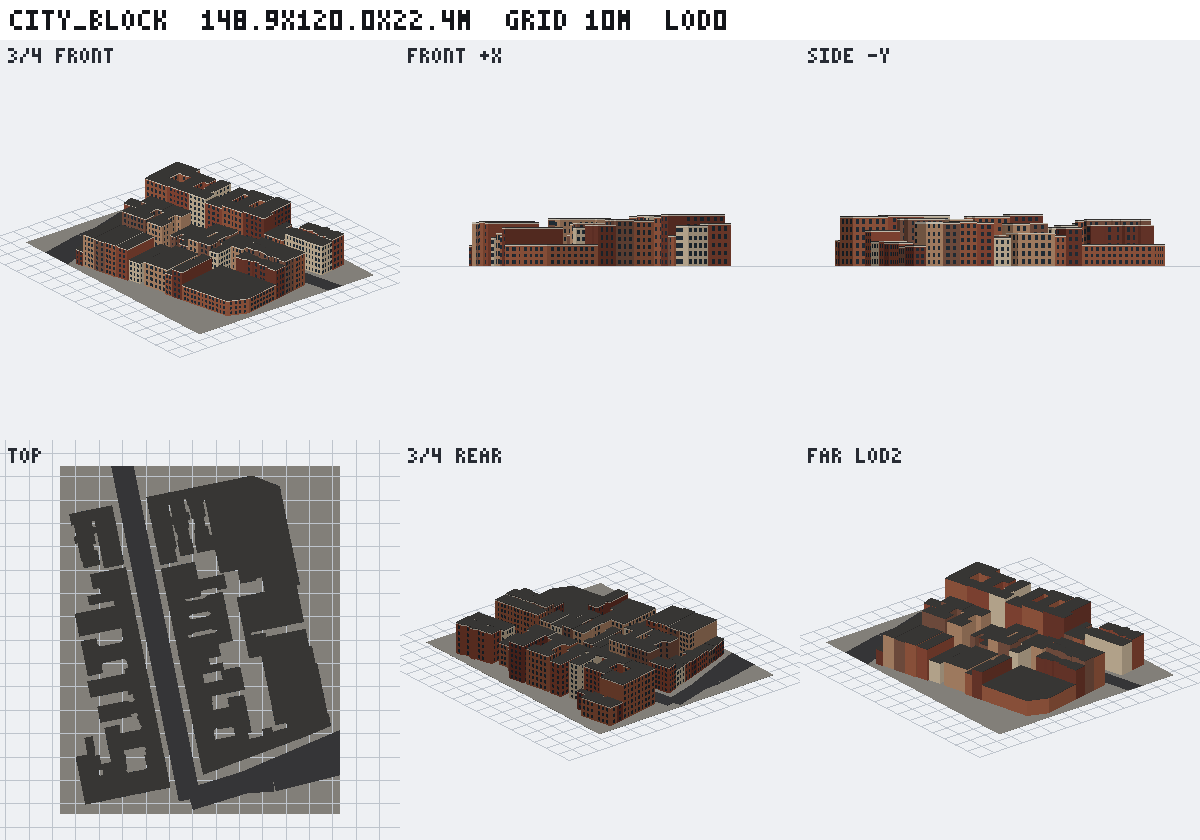 CITY_BLOCK 148.9X120.0X22.4M GRID 10M LOD0
3/4 FRONT
FRONT +X
SIDE -Y
TOP
3/4 REAR
FAR LOD2